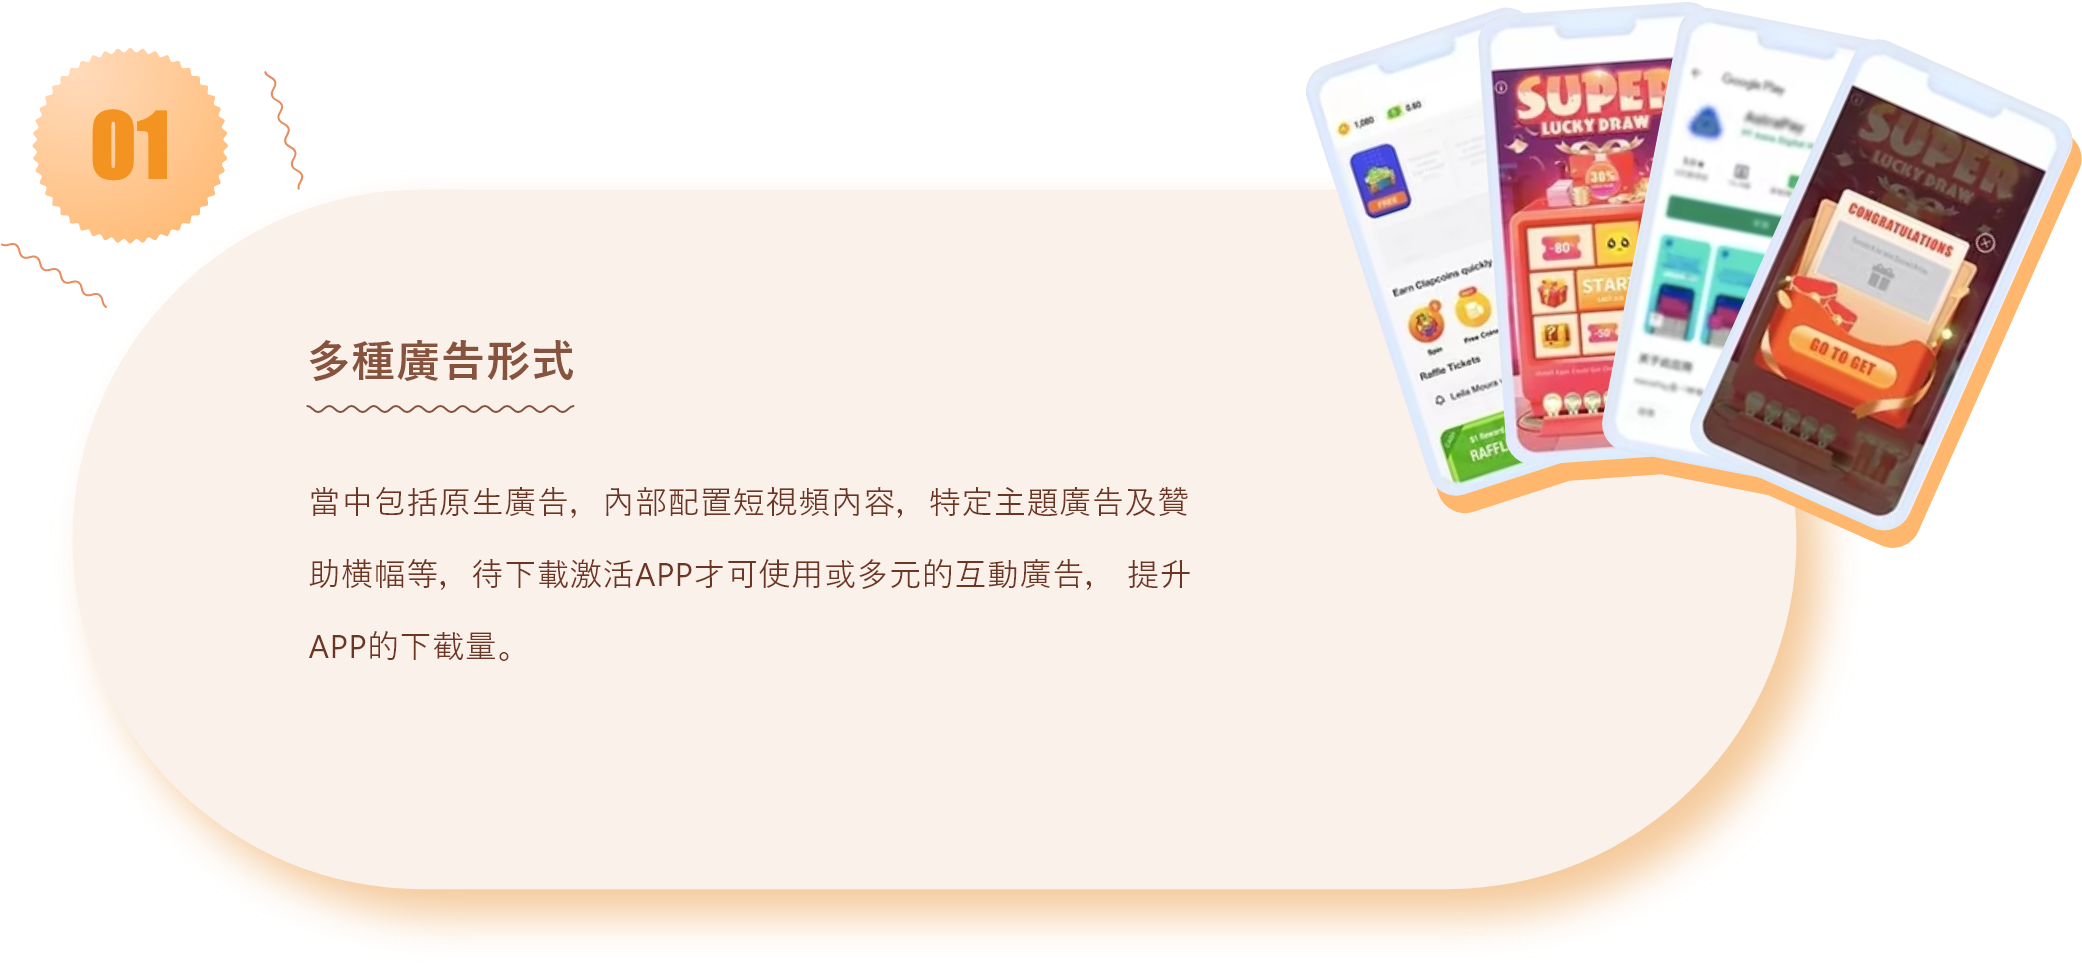 01
多種廣告形式
當中包括原生廣告，內部配置短視頻內容，特定主題廣告及贊
助橫幅等，待下載激活APP才可使用或多元的互動廣告， 提升
APP的下截量。
1,080 0.60
FREE
Earn Clapcoins quickly
Spin Free Coins
Raffle Tickets
Leila Moura
$1 Reward
RAFFL
SUPER
LUCKY DRAW
30%
-80
START
-50
Google Play
AstraPay
SUPER
LUCKY DRAW
CONGRATULATIONS
GO TO GET